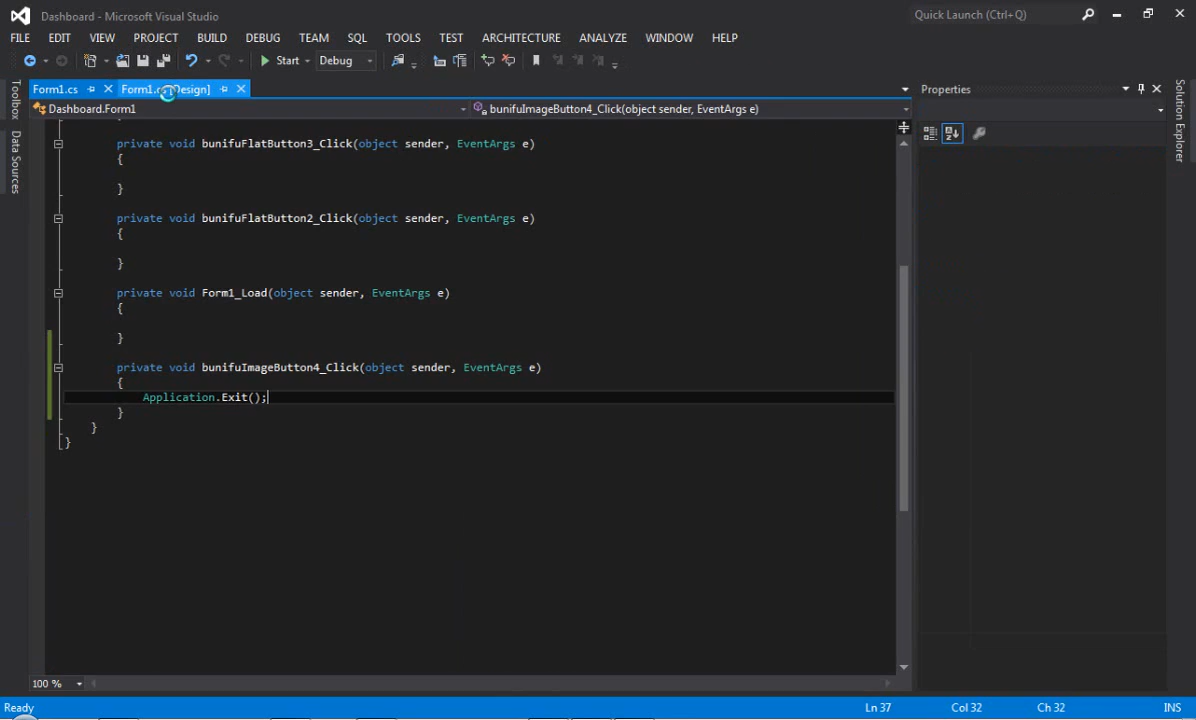 Dashboard - Microsoft Visual Studio
Quick Launch (Ctrl+Q)
FILE EDIT VIEW PROJECT BUILD DEBUG TEAM SQL TOOLS TEST ARCHITECTURE ANALYZE WINDOW HELP
Start Debug
Form1.cs Form1. Design]
Properties
Dashboard.Form1 bunifuImageButton4_Click(object sender, EventArgs e)
Toolbox
Data Sources
Solution Explorer
private void bunifuFlatButton3_Click(object sender, EventArgs e)
{
}
private void bunifuFlatButton2_Click(object sender, EventArgs e)
{
}
private void Form1_Load(object sender, EventArgs e)
{
}
private void bunifuImageButton4_Click(object sender, EventArgs e)
{
Application.Exit();
}
}
}
100 %
Ready Ln 37 Col 32 Ch 32 INS